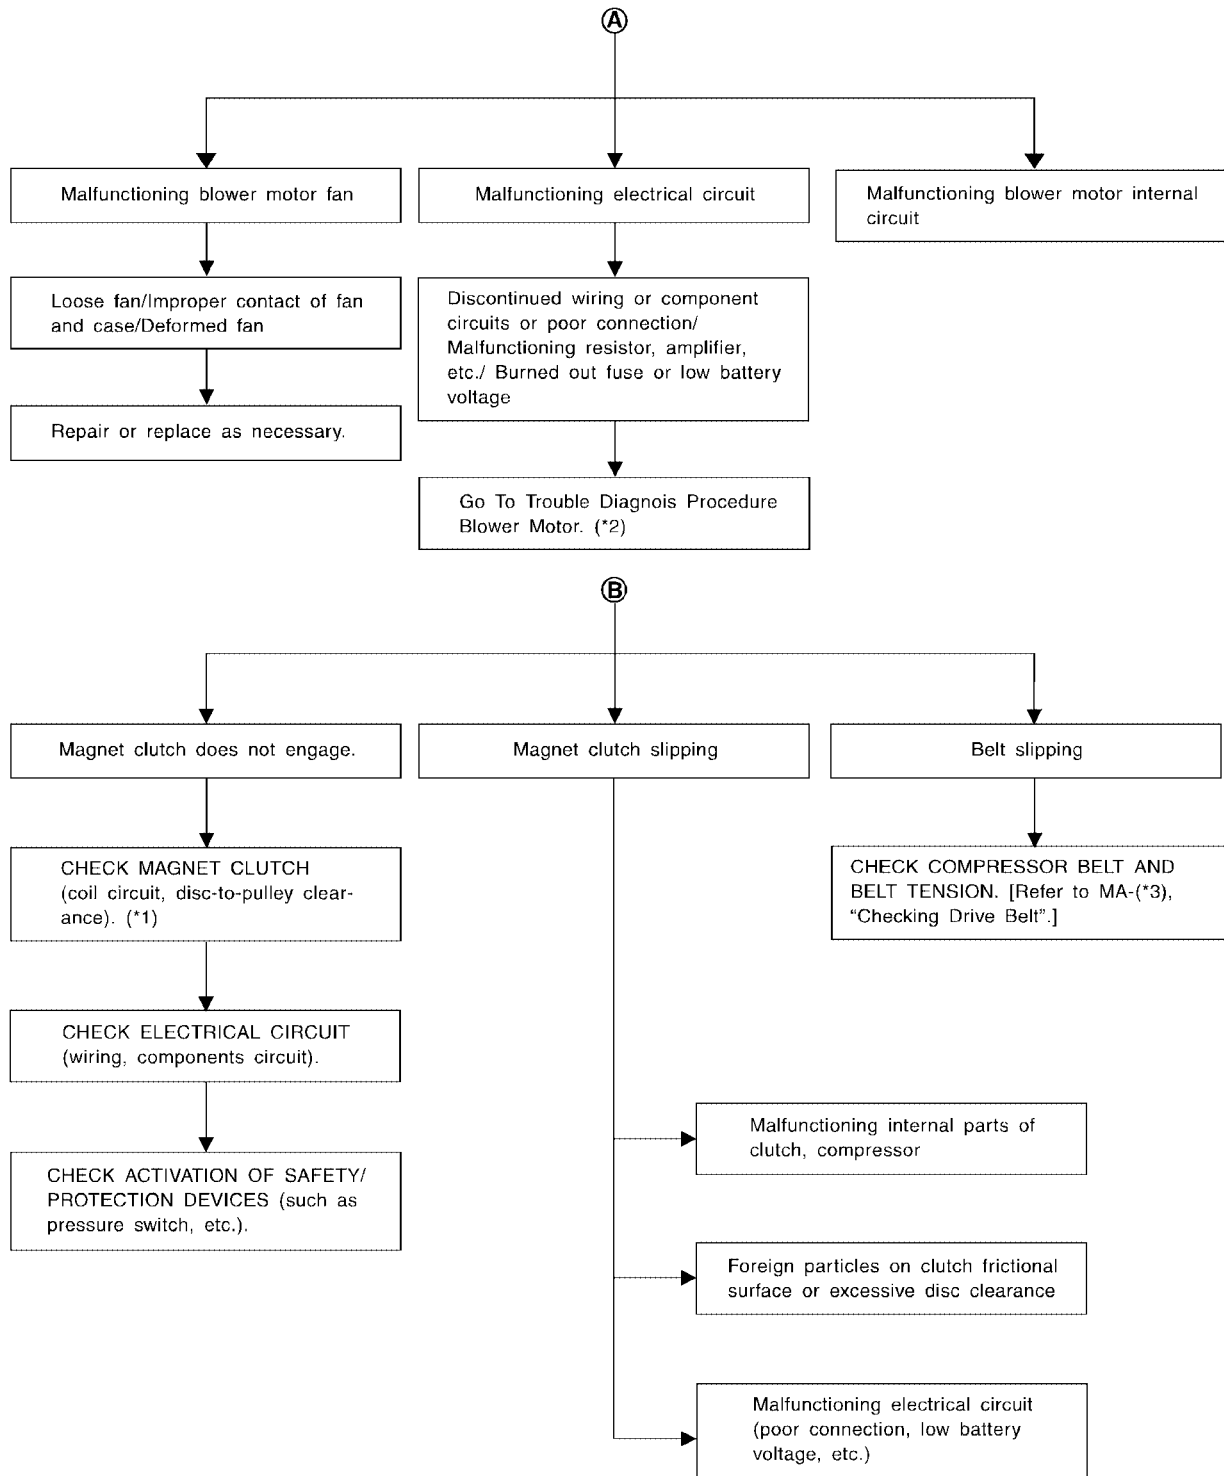 A
Malfunctioning blower motor fan
Malfunctioning electrical circuit
Malfunctioning blower motor internal
circuit
Loose fan/Improper contact of fan
and case/Deformed fan
Discontinued wiring or component
circuits or poor connection/
Malfunctioning resistor, amplifier,
etc./ Burned out fuse or low battery
voltage
Repair or replace as necessary.
Go To Trouble Diagnois Procedure
Blower Motor. (*2)
B
Magnet clutch does not engage.
Magnet clutch slipping
Belt slipping
CHECK MAGNET CLUTCH
(coil circuit, disc-to-pulley clear-
ance). (*1)
CHECK COMPRESSOR BELT AND
BELT TENSION. [Refer to MA-(*3),
“Checking Drive Belt”.]
CHECK ELECTRICAL CIRCUIT
(wiring, components circuit).
CHECK ACTIVATION OF SAFETY/
PROTECTION DEVICES (such as
pressure switch, etc.).
Malfunctioning internal parts of
clutch, compressor
Foreign particles on clutch frictional
surface or excessive disc clearance
Malfunctioning electrical circuit
(poor connection, low battery
voltage, etc.)